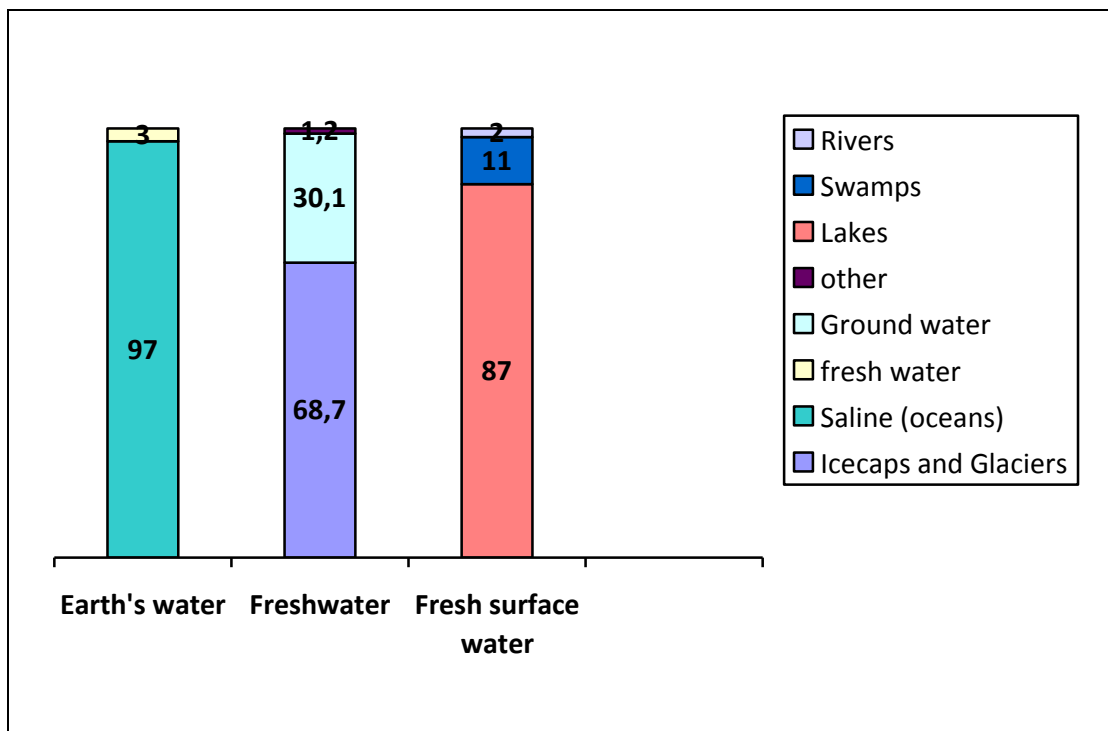 3
1,2
2
11
30,1
97
87
68,7
Earth's water
Freshwater
Fresh surface
water
Rivers
Swamps
Lakes
other
Ground water
fresh water
Saline (oceans)
Icecaps and Glaciers